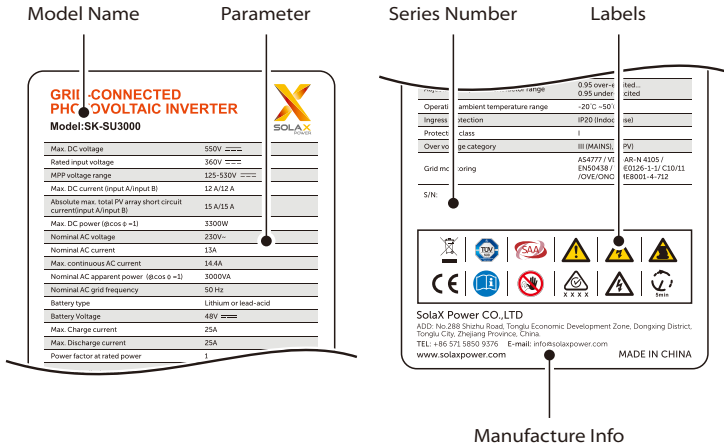 Model Name
Parameter
Series Number
Labels
GRID-CONNECTED
PHOTOVOLTAIC INVERTER
Model:SK-SU3000
SOLAX
POWER
Max. DC voltage 550V
Rated input voltage 360V
MPP voltage range 125-530V
Max. DC current (input A/input B) 12 A/12 A
Absolute max. total PV array short circuit
current(input A/input B) 15 A/15 A
Max. DC power (@cos ϕ =1) 3300W
Nominal AC voltage 230V~
Nominal AC current 13A
Max. continuous AC current 14.4A
Nominal AC apparent power (@cos ϕ =1) 3000VA
Nominal AC grid frequency 50 Hz
Battery type Lithium or lead-acid
Battery Voltage 48V
Max. Charge current 25A
Max. Discharge current 25A
Power factor at rated power 1
range 0.95 over-excited...
0.95 under-excited
Operating ambient temperature range -20℃ ~50℃
Ingress protection IP20 (Indoor use)
Protective class I
Over voltage category III (MAINS), PV)
Grid monitoring AS4777 / VDE-AR-N 4105 /
EN50438 / E0126-1-1/ C10/11
/OVE/ONORME8001-4-712
S/N:
TÜV
SAA
CE
X X X X
5min
SolaX Power CO.,LTD
ADD: No.288 Shizhu Road, Tonglu Economic Development Zone, Dongxing District,
Tonglu City, Zhejiang Province, China.
TEL: +86 571 5850 9376 E-mail: info@solaxpower.com
www.solaxpower.com MADE IN CHINA
Manufacture Info